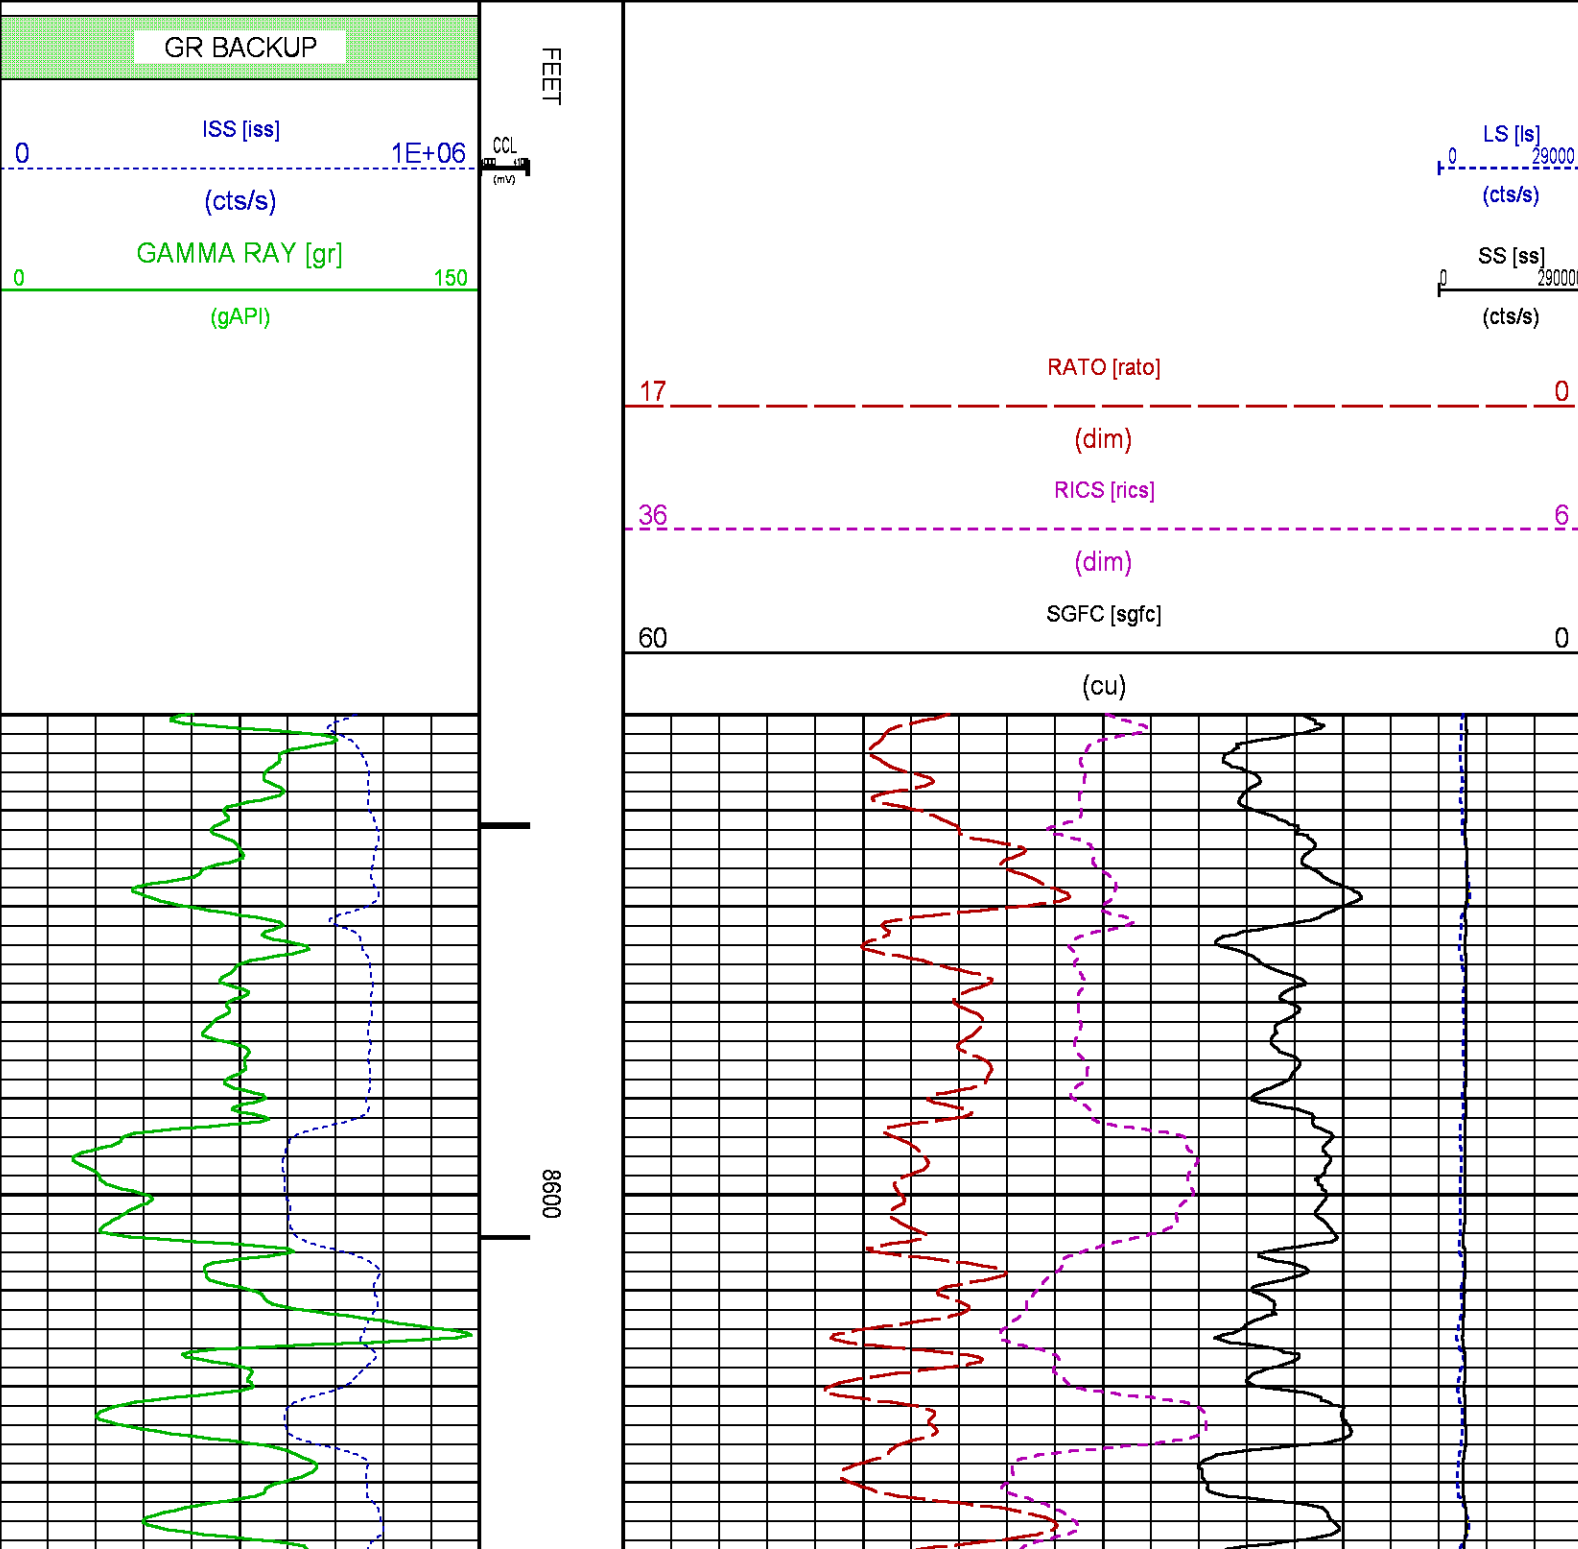 GR BACKUP
ISS [iss]
0 1E+06
(cts/s)
GAMMA RAY [gr]
0 150
(gAPI)
FEET
CCL
(mV)
LS [ls]
0 29000
(cts/s)
SS [ss]
0 290000
(cts/s)
RATO [rato]
17 0
(dim)
RICS [rics]
36 6
(dim)
SGFC [sgfc]
60 0
(cu)
8600